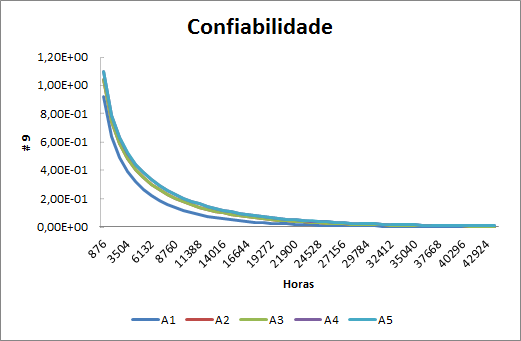 Confiabilidade
1,20E+00
1,00E+00
8,00E-01
6,00E-01
4,00E-01
2,00E-01
0,00E+00
# 9
876
3504
6132
8760
11388
14016
16644
19272
21900
24528
27156
29784
32412
35040
37668
40296
42924
Horas
A1 A2 A3 A4 A5